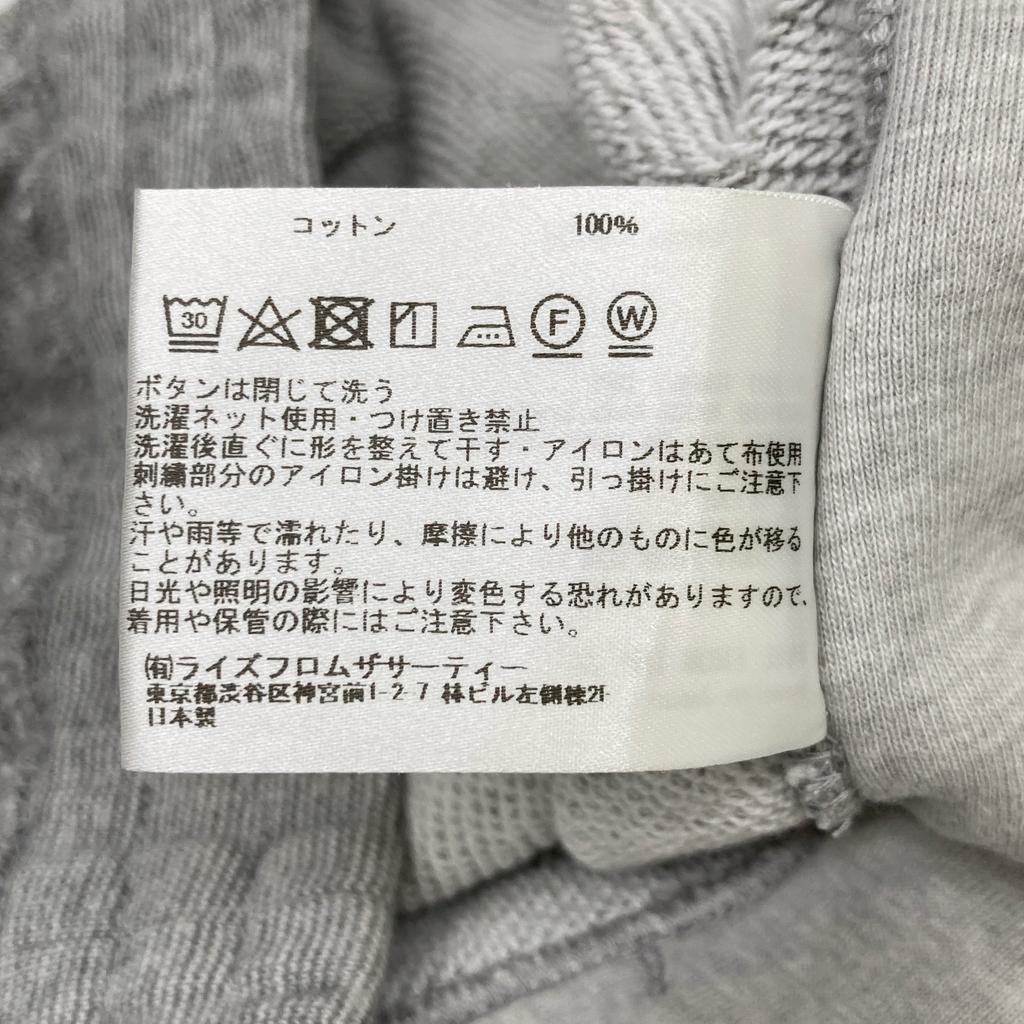 コットン 100%
30 F W
ボタンは閉じて洗う
洗濯ネット使用・つけ置き禁止
洗濯後直ぐに形を整えて干す・アイロンはあて布使用
刺繍部分のアイロン掛けは避け、引っ掛けにご注意下
さい。
汗や雨等で濡れたり、摩擦により他のものに色が移る
ことがあります。
日光や照明の影響により変色する恐れがありますので、
着用や保管の際にはご注意下さい。
㈲ライズフロムザサーティー
東京都渋谷区神宮前1-2-7 林ビル左側棟2F
日本製